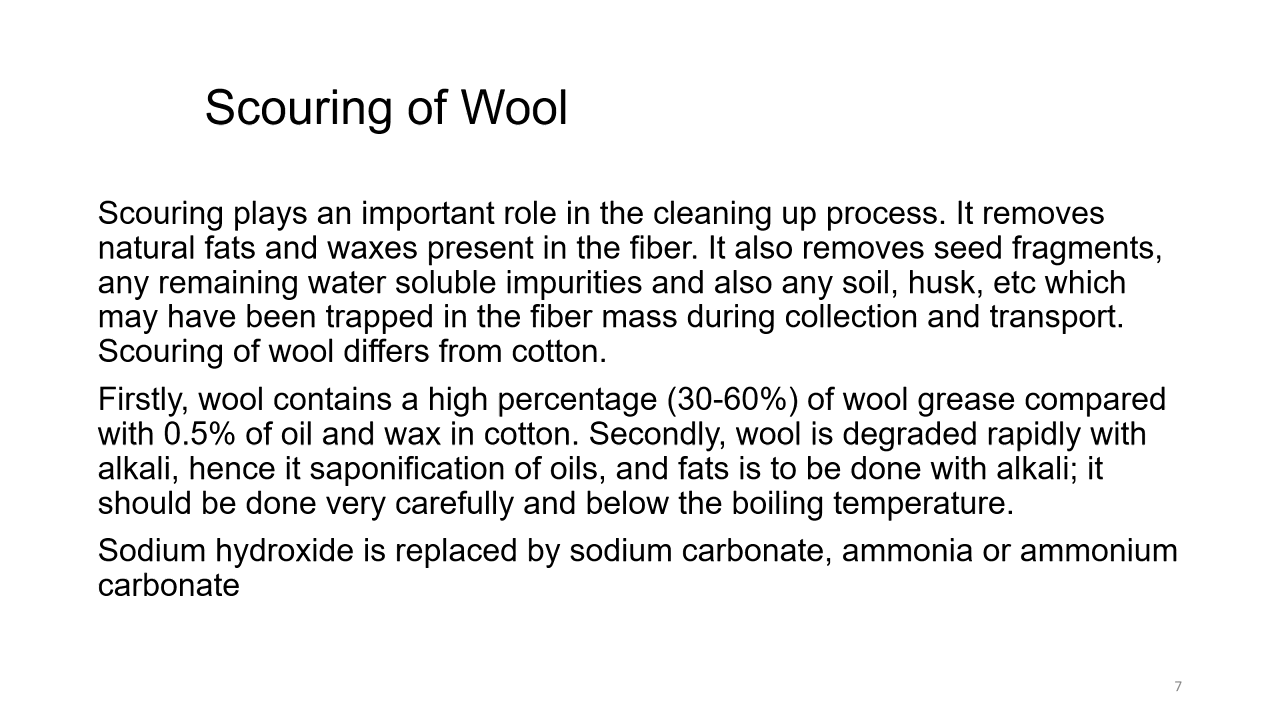 Scouring of Wool
Scouring plays an important role in the cleaning up process. It removes
natural fats and waxes present in the fiber. It also removes seed fragments,
any remaining water soluble impurities and also any soil, husk, etc which
may have been trapped in the fiber mass during collection and transport.
Scouring of wool differs from cotton.
Firstly, wool contains a high percentage (30-60%) of wool grease compared
with 0.5% of oil and wax in cotton. Secondly, wool is degraded rapidly with
alkali, hence it saponification of oils, and fats is to be done with alkali; it
should be done very carefully and below the boiling temperature.
Sodium hydroxide is replaced by sodium carbonate, ammonia or ammonium
carbonate
7